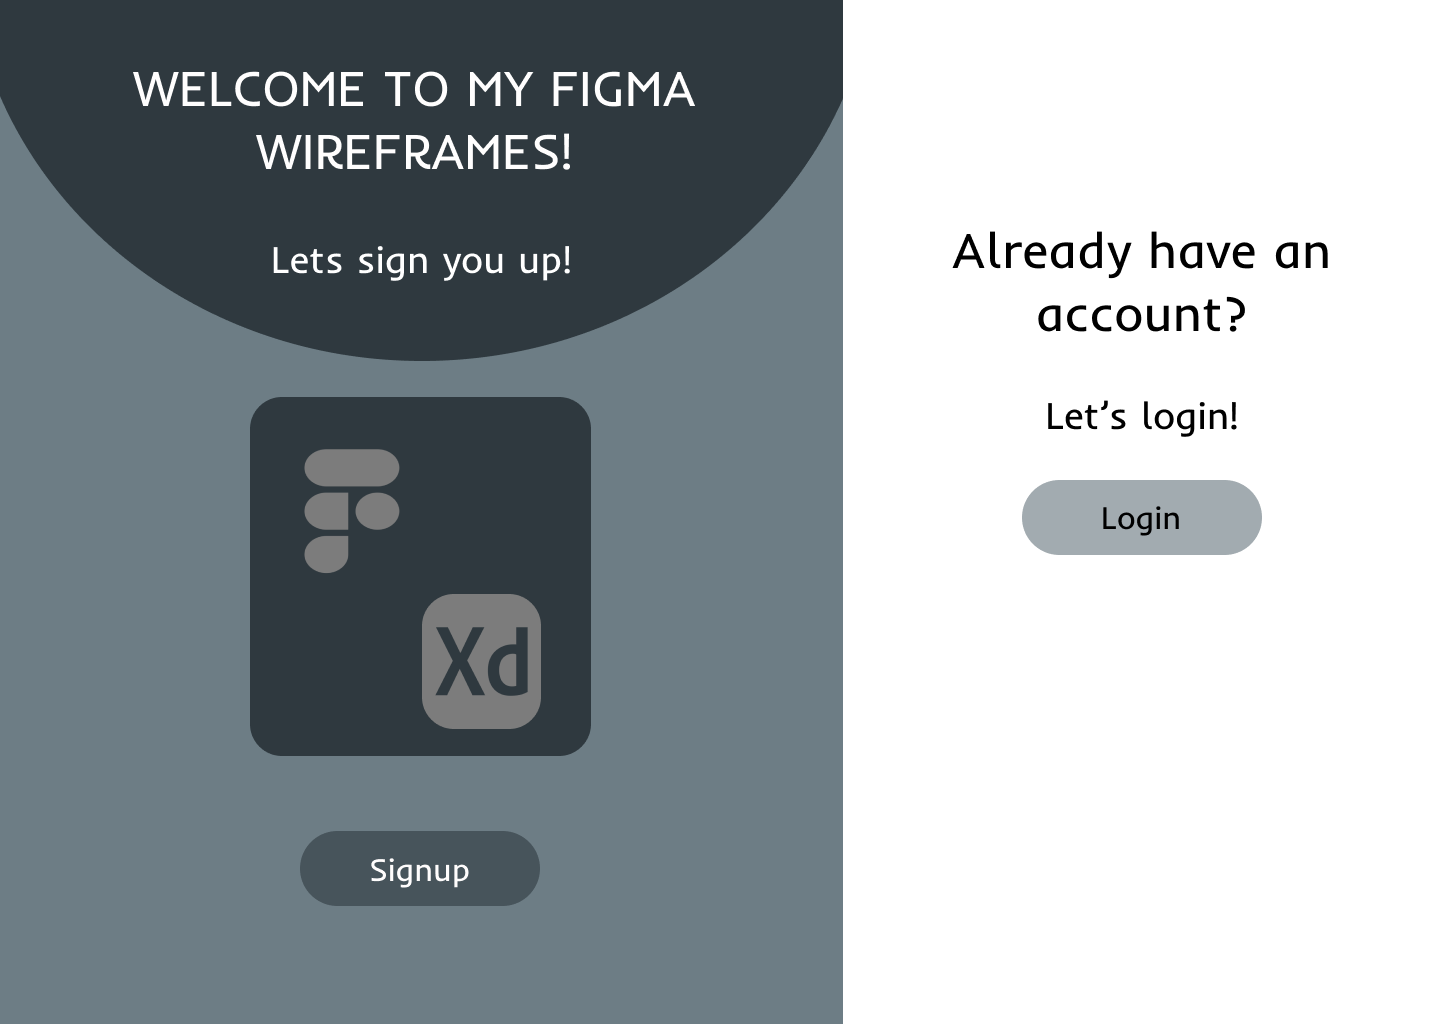 WELCOME TO MY FIGMA
WIREFRAMES!
Lets sign you up!
Xd
Signup
Already have an
account?
Let’s login!
Login